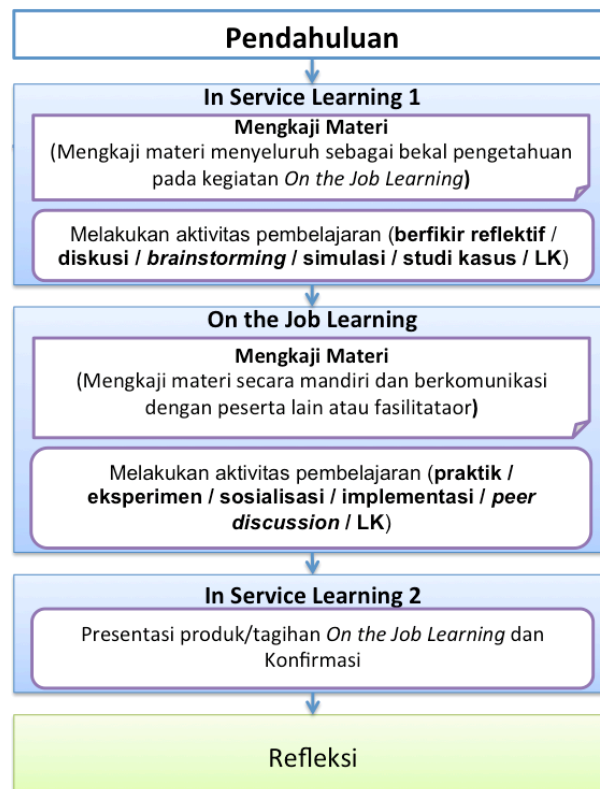 Pendahuluan
In Service Learning 1
Mengkaji Materi
(Mengkaji materi menyeluruh sebagai bekal pengetahuan
pada kegiatan On the Job Learning)
Melakukan aktivitas pembelajaran (berfikir reflektif /
diskusi / brainstorming / simulasi / studi kasus / LK)
On the Job Learning
Mengkaji Materi
(Mengkaji materi secara mandiri dan berkomunikasi
dengan peserta lain atau fasilitataor)
Melakukan aktivitas pembelajaran (praktik /
eksperimen / sosialisasi / implementasi / peer
discussion / LK)
In Service Learning 2
Presentasi produk/tagihan On the Job Learning dan
Konfirmasi
Refleksi